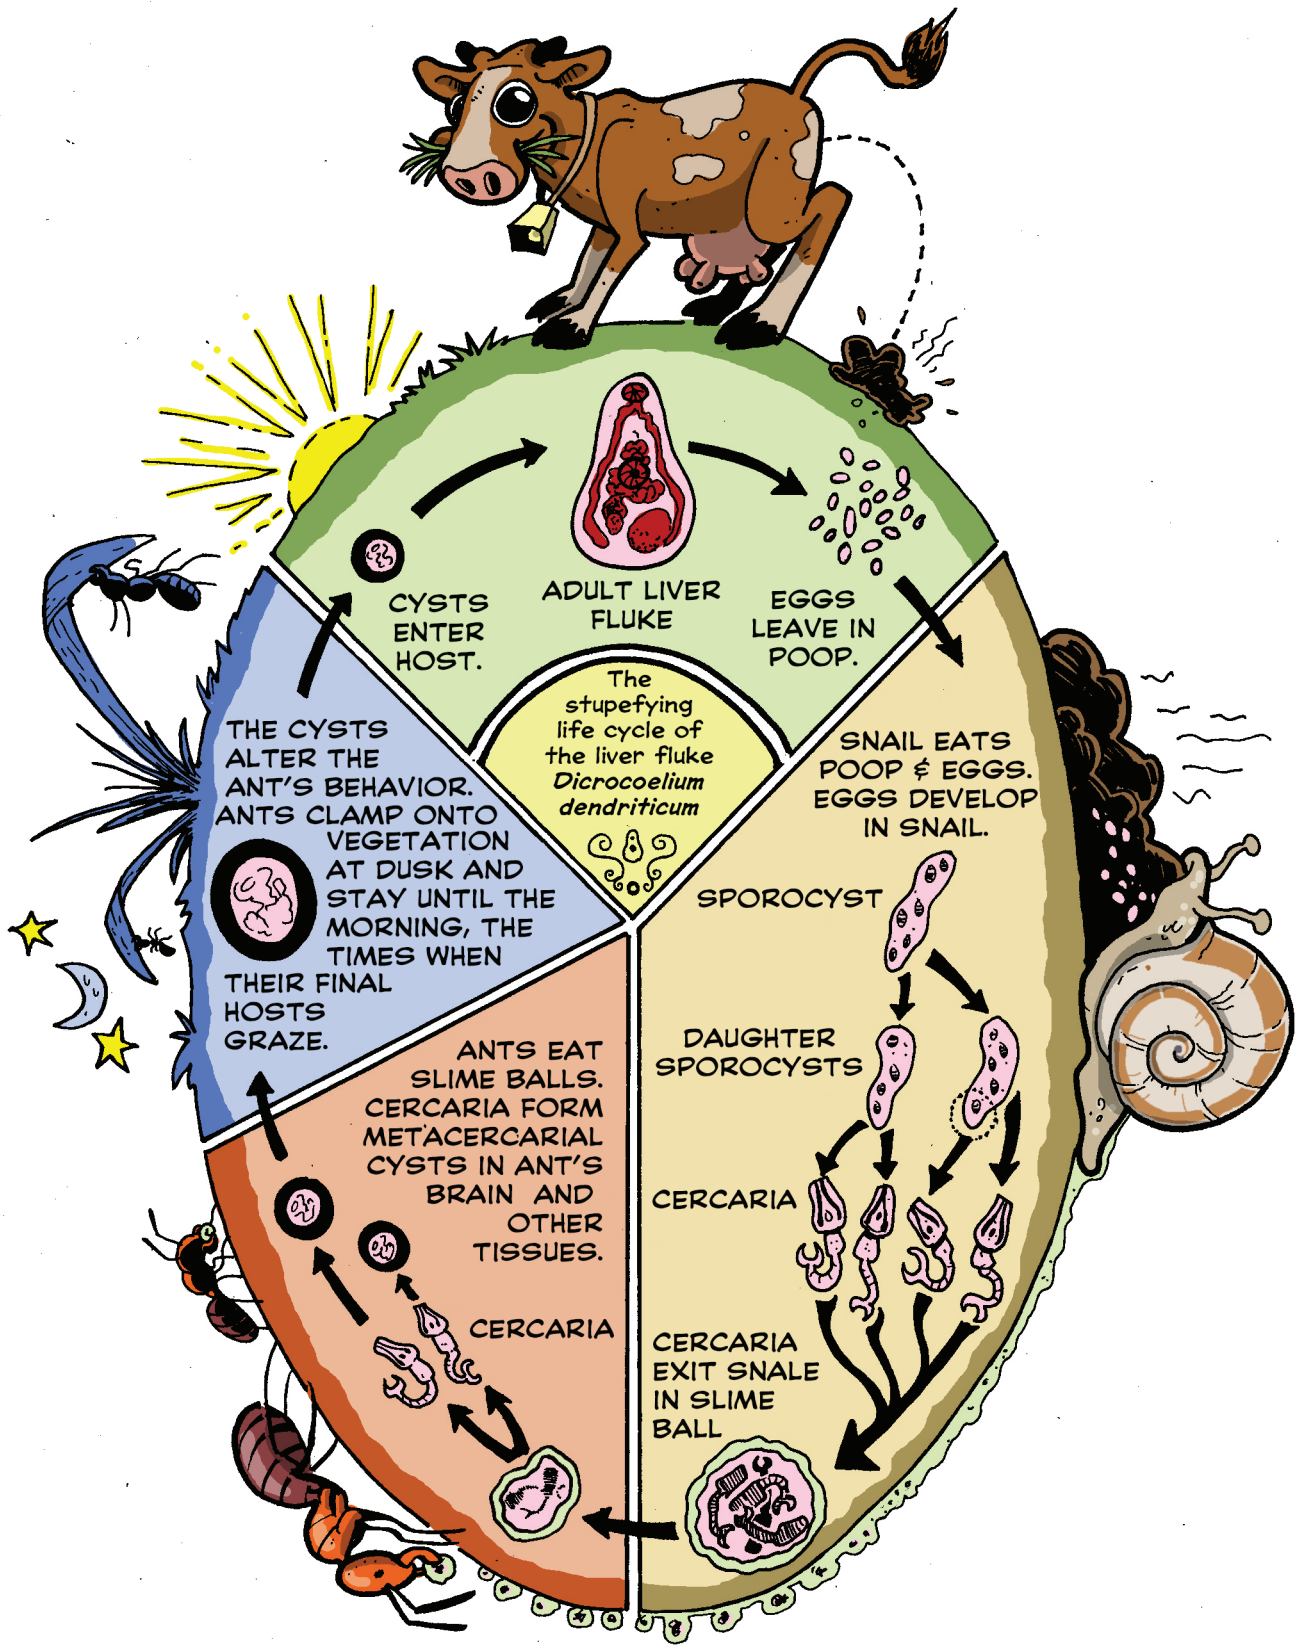 CYSTS
ENTER
HOST.
ADULT LIVER
FLUKE
EGGS
LEAVE IN
POOP.
The
stupefying
life cycle of
the liver fluke
Dicrocoelium
dendriticum
SNAIL EATS
POOP & EGGS.
EGGS DEVELOP
IN SNAIL.
SPOROCYST
DAUGHTER
SPOROCYSTS
CERCARIA
CERCARIA
EXIT SNALE
IN SLIME
BALL
ANTS EAT
SLIME BALLS.
CERCARIA FORM
METACERCARIAL
CYSTS IN ANT'S
BRAIN AND
OTHER
TISSUES.
CERCARIA
THE CYSTS
ALTER THE
ANT'S BEHAVIOR.
ANTS CLAMP ONTO
VEGETATION
AT DUSK AND
STAY UNTIL THE
MORNING, THE
TIMES WHEN
THEIR FINAL
HOSTS
GRAZE.